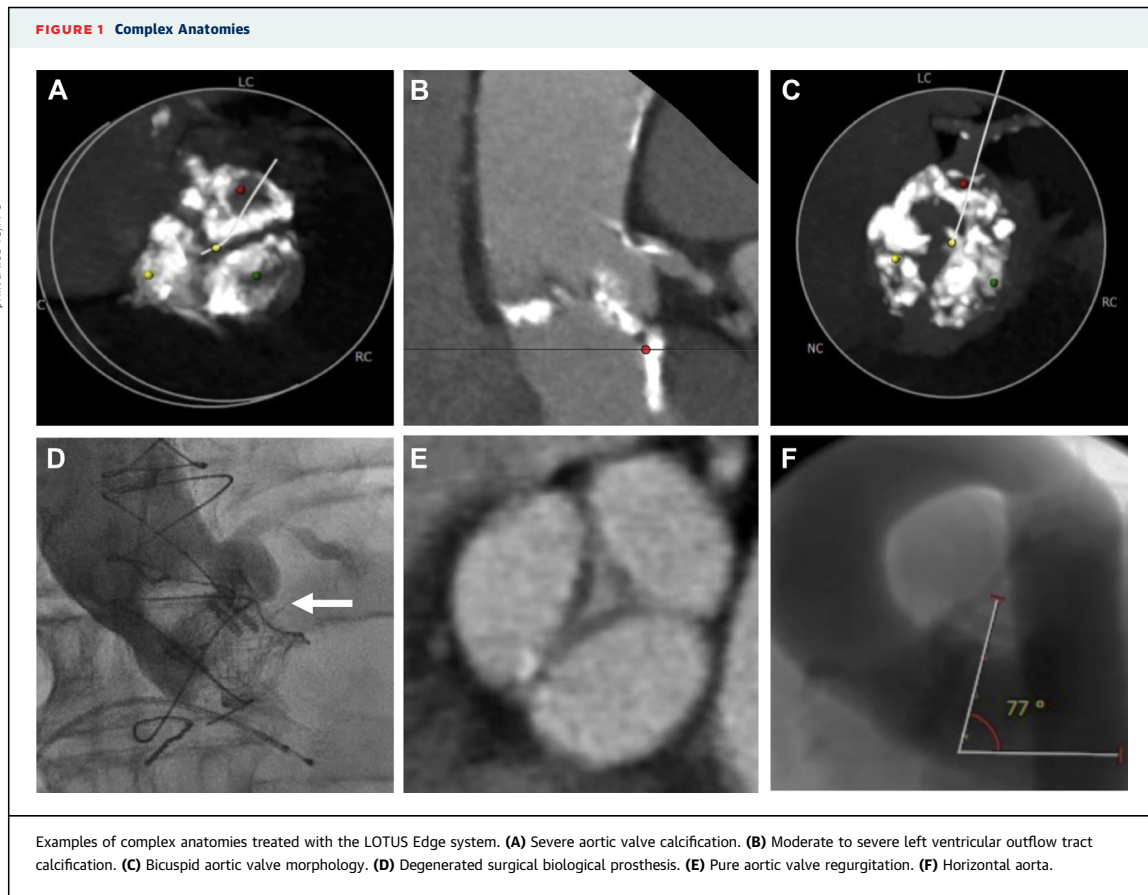 FIGURE 1 Complex Anatomies
A
LC
RC
C
B
C
LC
RC
NC
D
E
F
77 °
Examples of complex anatomies treated with the LOTUS Edge system. (A) Severe aortic valve calcification. (B) Moderate to severe left ventricular outflow tract
calcification. (C) Bicuspid aortic valve morphology. (D) Degenerated surgical biological prosthesis. (E) Pure aortic valve regurgitation. (F) Horizontal aorta.